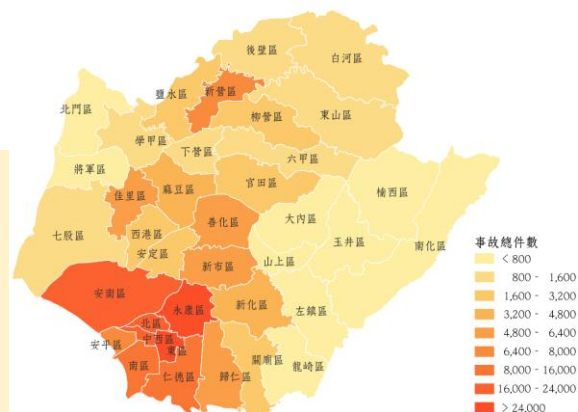 後壁區
白河區
鹽水區
新營區
北門區
柳營區
東山區
學甲區
下營區
六甲區
將軍區
佳里區
麻豆區
官田區
楠西區
七股區
西港區
善化區
大內區
玉井區
南化區
安定區
山上區
新市區
安南區
永康區
新化區
左鎮區
北區
中西區
安平區
東區
關廟區
龍崎區
南區
仁德區
歸仁區
事故總件數
< 800
800 - 1,600
1,600 - 3,200
3,200 - 4,800
4,800 - 6,400
6,400 - 8,000
8,000 - 16,000
16,000 - 24,000
> 24,000